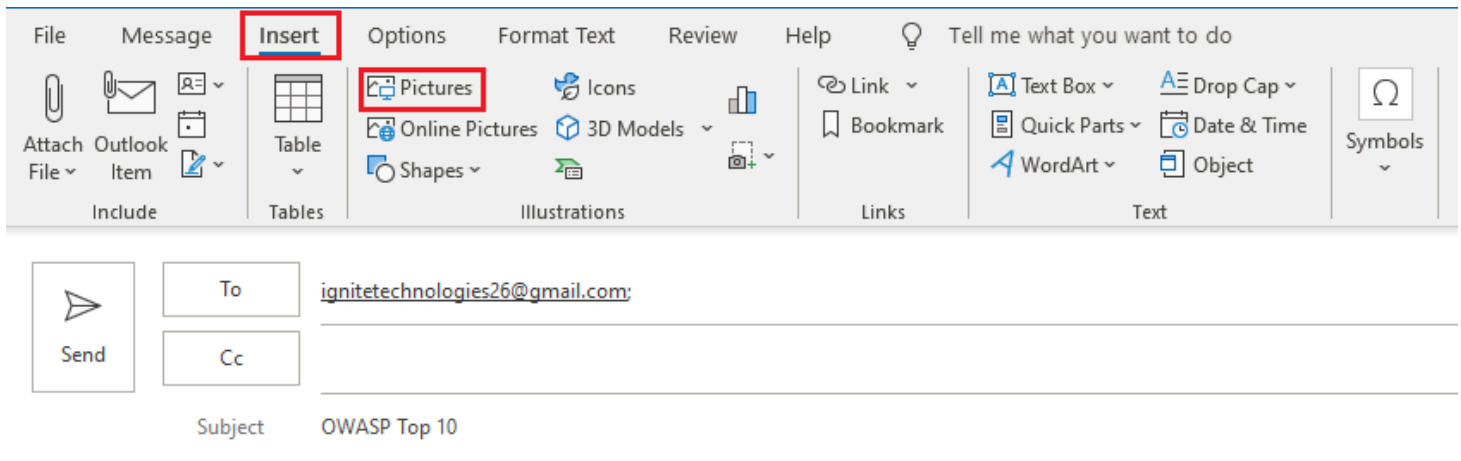 File Message Insert Options Format Text Review Help Tell me what you want to do
Pictures Icons Link Text Box Drop Cap Ω
Online Pictures 3D Models Bookmark Quick Parts Date & Time
Attach Outlook Table Symbols
File Item Shapes WordArt Object
Include Tables Illustrations Links Text
To ignitetechnologies26@gmail.com;
Send Cc
Subject OWASP Top 10